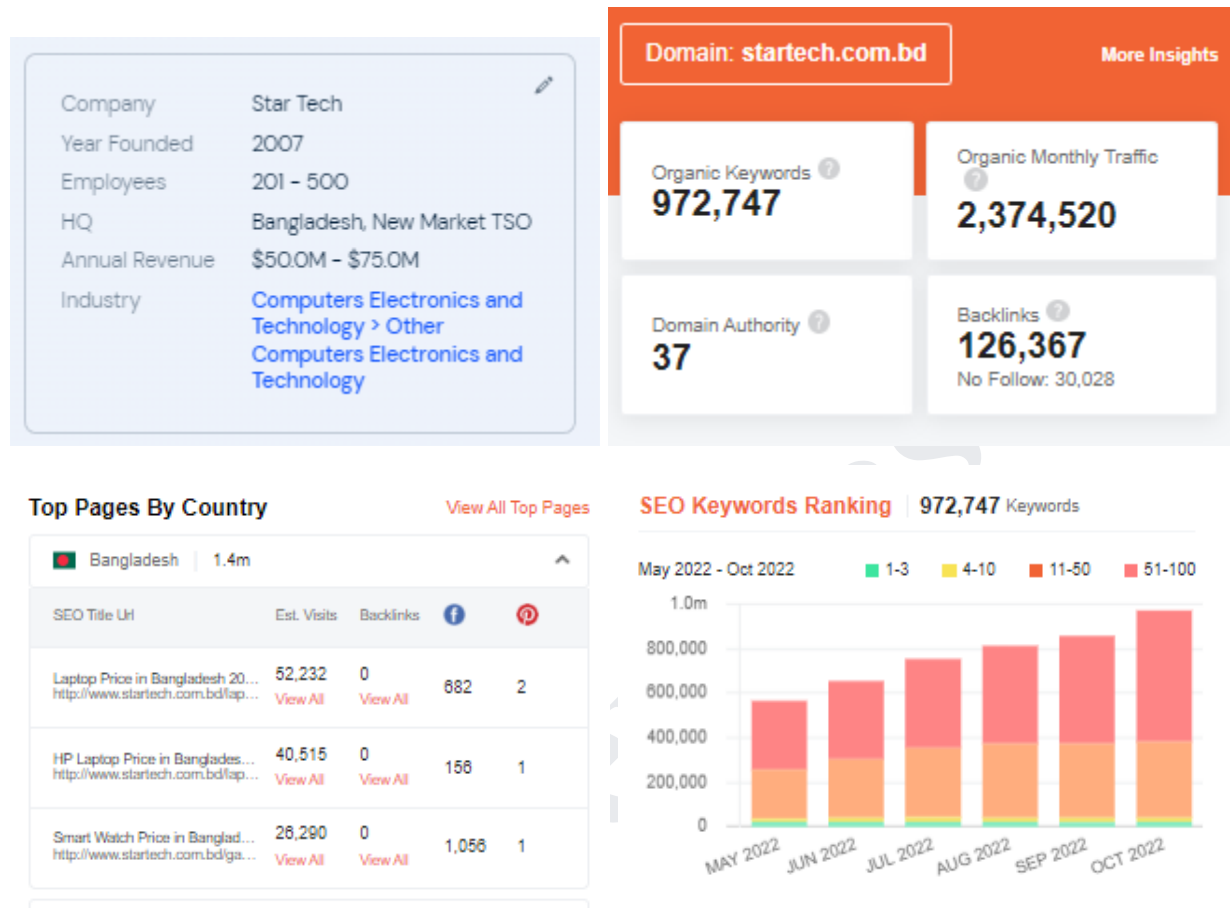 Company Star Tech
Year Founded 2007
Employees 201 - 500
HQ Bangladesh, New Market TSO
Annual Revenue $50.0M - $75.0M
Industry Computers Electronics and
Technology > Other
Computers Electronics and
Technology
Domain: startech.com.bd More Insights
Organic Keywords ?
972,747
Organic Monthly Traffic
?
2,374,520
Domain Authority ?
37
Backlinks ?
126,367
No Follow: 30,028
Top Pages By Country View All Top Pages
Bangladesh 1.4m
SEO Title Url Est. Visits Backlinks
Laptop Price in Bangladesh 20... 52,232 0 682 2
http://www.startech.com.bd/lap... View All View All
HP Laptop Price in Banglades... 40,515 0 156 1
http://www.startech.com.bd/lap... View All View All
Smart Watch Price in Banglad... 26,290 0 1,056 1
http://www.startech.com.bd/ga... View All View All
SEO Keywords Ranking 972,747 Keywords
May 2022 - Oct 2022 1-3 4-10 11-50 51-100
1.0m
800,000
600,000
400,000
200,000
0
MAY 2022 JUN 2022 JUL 2022 AUG 2022 SEP 2022 OCT 2022